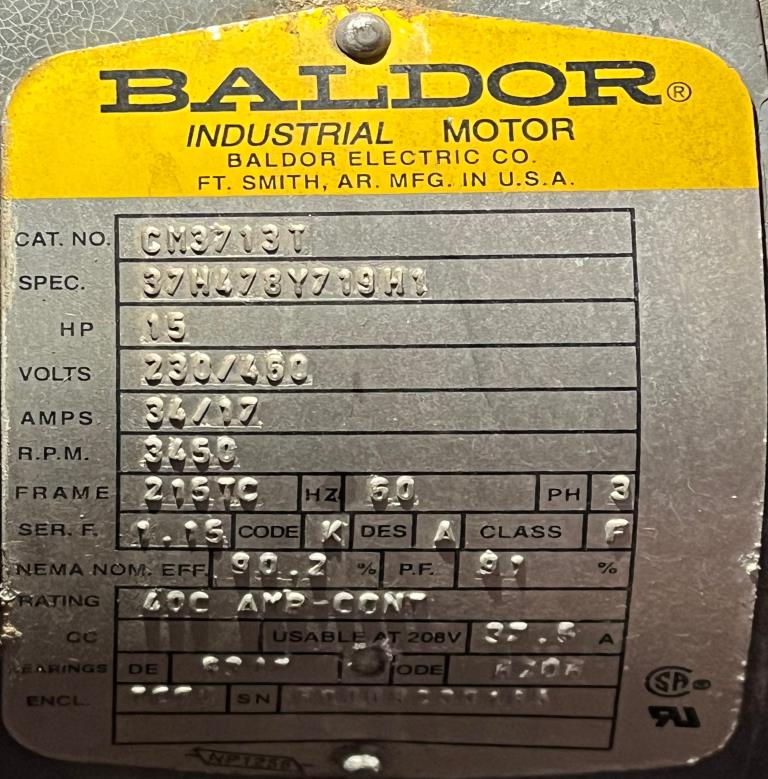 BALDOR®
INDUSTRIAL MOTOR
BALDOR ELECTRIC CO.
FT. SMITH, AR. MFG. IN U.S.A.
CAT. NO. CM3713T
SPEC. 37H478Y719H1
HP 15
VOLTS 230/460
AMPS. 34/17
R.P.M. 3450
FRAME 215TC HZ 60 PH 3
SER. F. 1.15 CODE K DES A CLASS F
NEMA NOM. EFF. 90.2 % P.F. 91 %
RATING 40C AMB-CONT
CC USABLE AT 208V A
BEARINGS DE ODE
ENCL. SN
NP1256